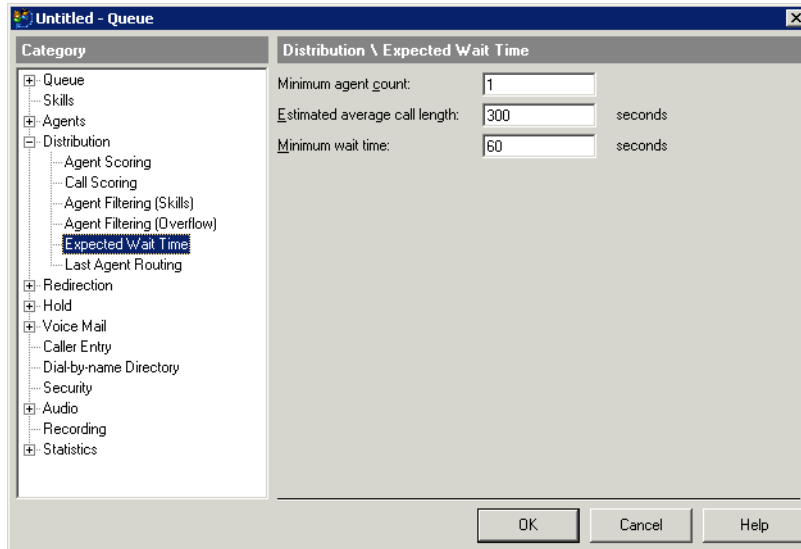 Untitled - Queue
Category
Queue
Skills
Agents
Distribution
Agent Scoring
Call Scoring
Agent Filtering (Skills)
Agent Filtering (Overflow)
Expected Wait Time
Last Agent Routing
Redirection
Hold
Voice Mail
Caller Entry
Dial-by-name Directory
Security
Audio
Recording
Statistics
Distribution \ Expected Wait Time
Minimum agent count: 1
Estimated average call length: 300 seconds
Minimum wait time: 60 seconds
OK Cancel Help